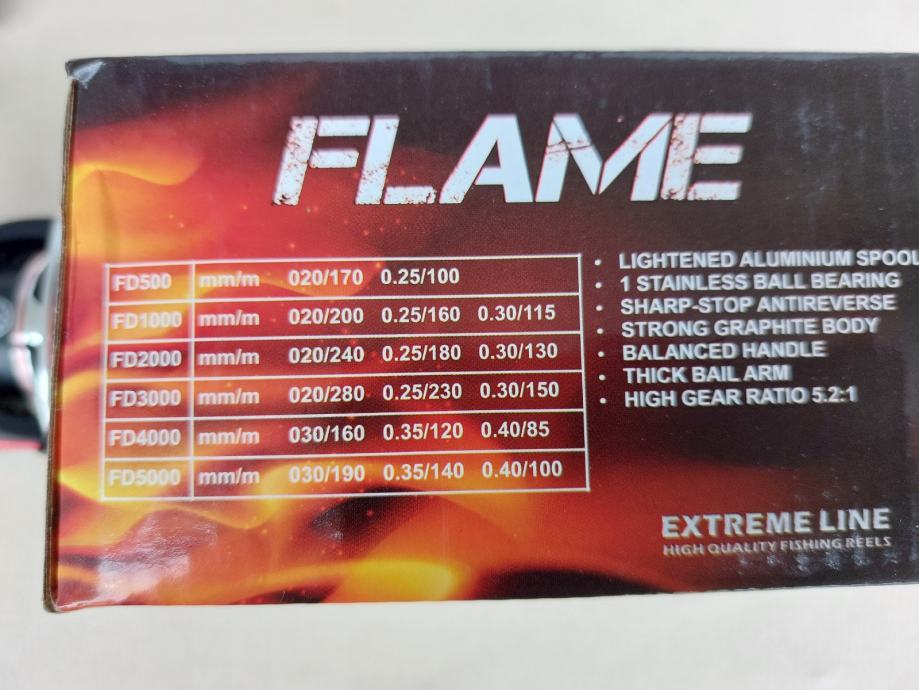 FLAME
FD500 mm/m 020/170 0.25/100
FD1000 mm/m 020/200 0.25/160 0.30/115
FD2000 mm/m 020/240 0.25/180 0.30/130
FD3000 mm/m 020/280 0.25/230 0.30/150
FD4000 mm/m 030/160 0.35/120 0.40/85
FD5000 mm/m 030/190 0.35/140 0.40/100
• LIGHTENED ALUMINIUM SPOOL
• 1 STAINLESS BALL BEARING
• SHARP-STOP ANTIREVERSE
• STRONG GRAPHITE BODY
• BALANCED HANDLE
• THICK BAIL ARM
• HIGH GEAR RATIO 5.2:1
EXTREME LINE
HIGH QUALITY FISHING REELS